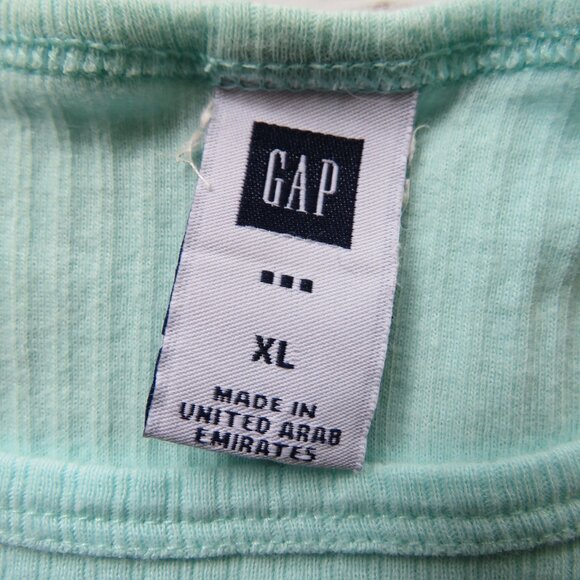 GAP
XL
MADE IN
UNITED ARAB
EMIRATES